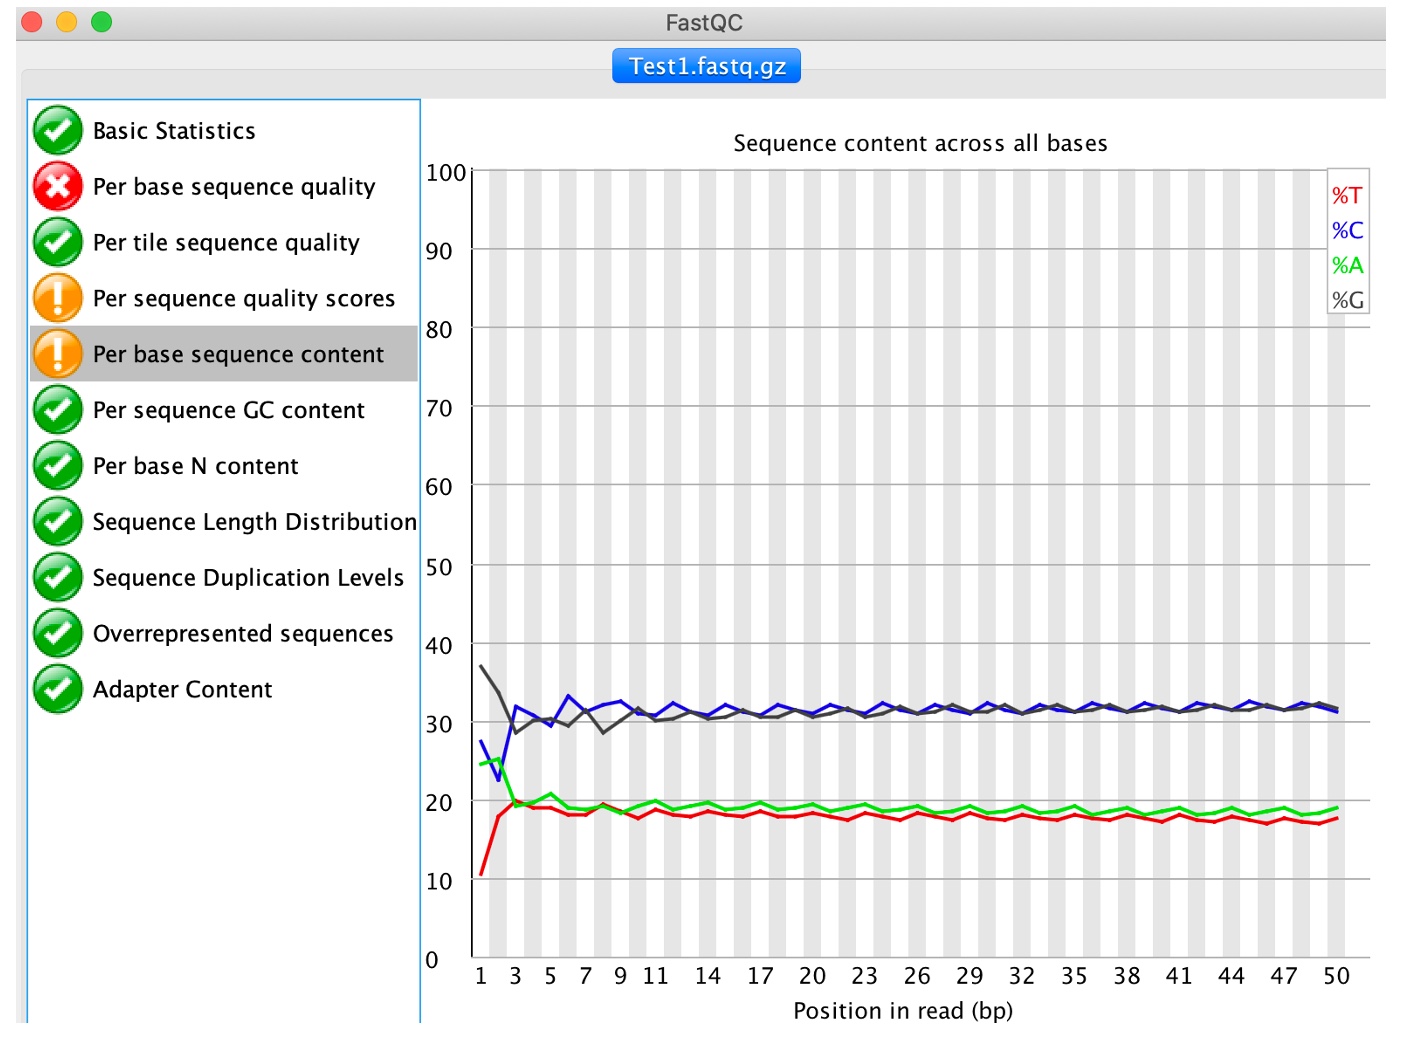 FastQC
Test1.fastq.gz
Basic Statistics
Per base sequence quality
Per tile sequence quality
Per sequence quality scores
Per base sequence content
Per sequence GC content
Per base N content
Sequence Length Distribution
Sequence Duplication Levels
Overrepresented sequences
Adapter Content
Sequence content across all bases
100
90
80
70
60
50
40
30
20
10
0
%T
%C
%A
%G
1 3 5 7 9 11 14 17 20 23 26 29 32 35 38 41 44 47 50
Position in read (bp)